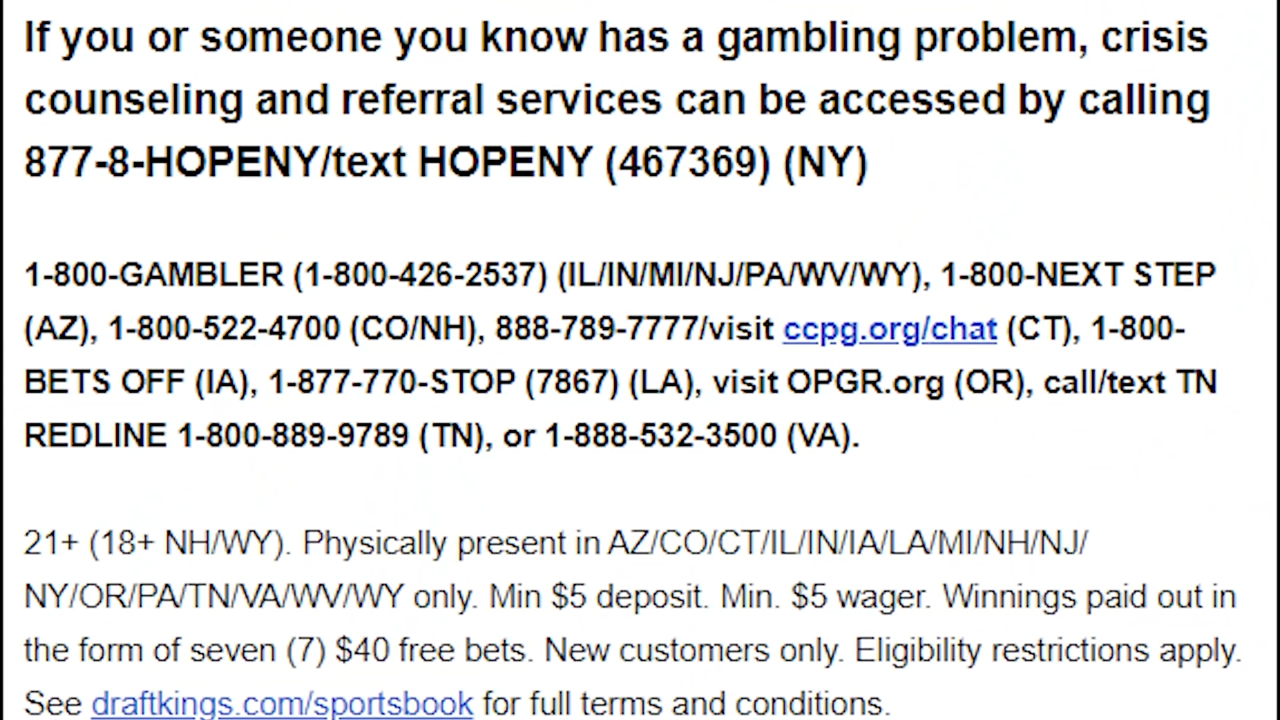 If you or someone you know has a gambling problem, crisis
counseling and referral services can be accessed by calling
877-8-HOPENY/text HOPENY (467369) (NY)
1-800-GAMBLER (1-800-426-2537) (IL/IN/MI/NJ/PA/WV/WY), 1-800-NEXT STEP
(AZ), 1-800-522-4700 (CO/NH), 888-789-7777/visit ccpg.org/chat (CT), 1-800-
BETS OFF (IA), 1-877-770-STOP (7867) (LA), visit OPGR.org (OR), call/text TN
REDLINE 1-800-889-9789 (TN), or 1-888-532-3500 (VA).
21+ (18+ NH/WY). Physically present in AZ/CO/CT/IL/IN/IA/LA/MI/NH/NJ/
NY/OR/PA/TN/VA/WV/WY only. Min $5 deposit. Min. $5 wager. Winnings paid out in
the form of seven (7) $40 free bets. New customers only. Eligibility restrictions apply.
See draftkings.com/sportsbook for full terms and conditions.